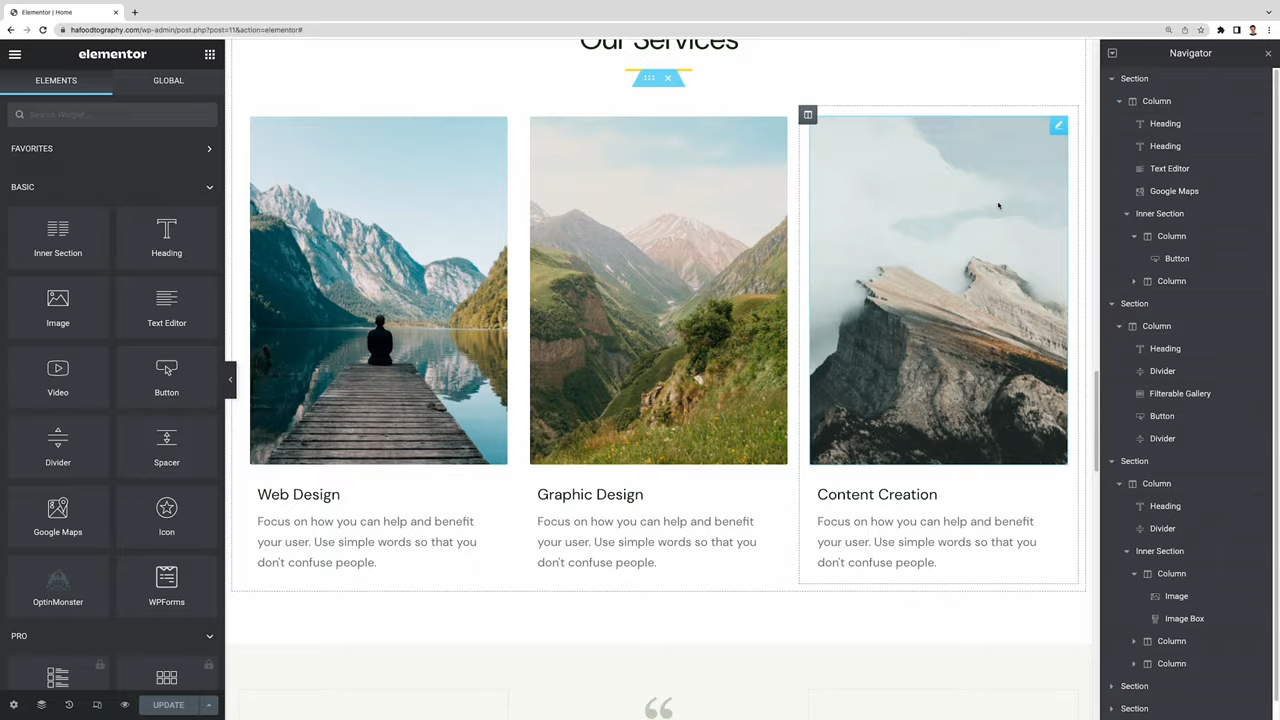 Elementor | Home
hafoodtography.com/wp-admin/post.php?post=11&action=elementor#
elementor
ELEMENTS
GLOBAL
Search Widget...
FAVORITES
BASIC
Inner Section
Heading
Image
Text Editor
Video
Button
Divider
Spacer
Google Maps
Icon
OptinMonster
WPForms
PRO
UPDATE
Our Services
Web Design
Focus on how you can help and benefit
your user. Use simple words so that you
don't confuse people.
Graphic Design
Focus on how you can help and benefit
your user. Use simple words so that you
don't confuse people.
Content Creation
Focus on how you can help and benefit
your user. Use simple words so that you
don't confuse people.
Navigator
Section
Column
Heading
Heading
Text Editor
Google Maps
Inner Section
Column
Button
Column
Section
Column
Heading
Divider
Filterable Gallery
Button
Divider
Section
Column
Heading
Divider
Inner Section
Column
Image
Image Box
Column
Column
Section
Section